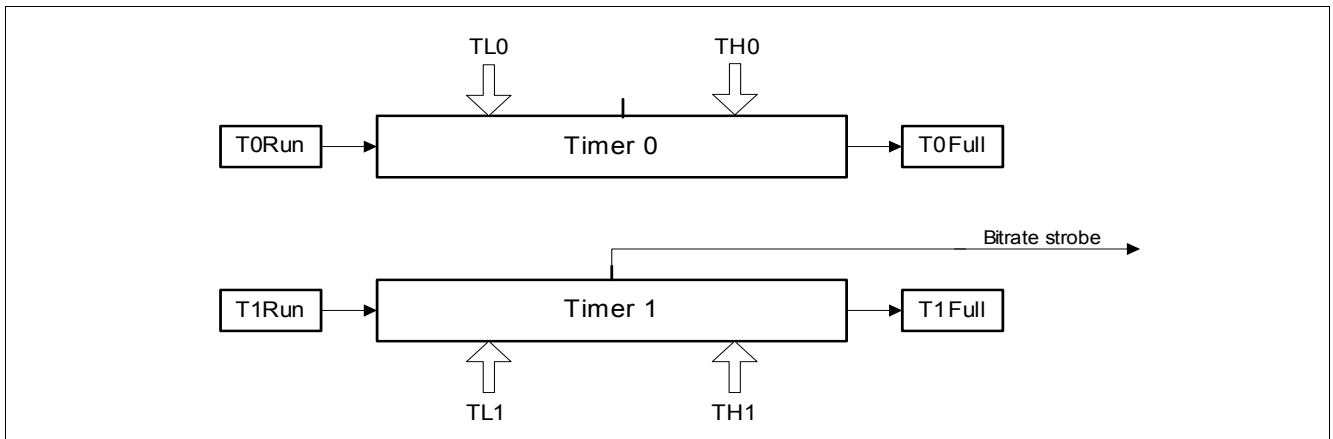 TL0
TH0
T0Run
Timer 0
T0Full
Bitrate strobe
T1Run
Timer 1
T1Full
TL1
TH1